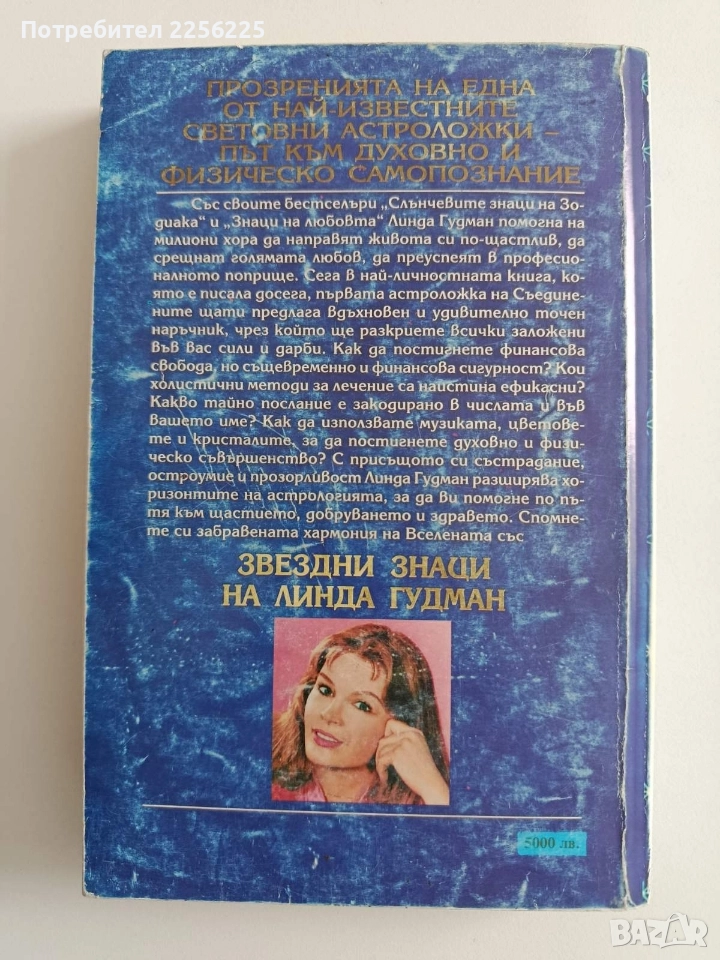 Потребител 2256225
ПРОЗРЕНИЯТА НА ЕДНА
ОТ НАЙ-ИЗВЕСТНИТЕ
СВЕТОВНИ АСТРОЛОЖКИ –
ПЪТ КЪМ ДУХОВНО И
ФИЗИЧЕСКО САМОПОЗНАНИЕ
Със своите бестселъри „Слънчевите знаци на Зо-
диака“ и „Знаци на любовта“ Линда Гудман помогна на
милиони хора да направят живота си по-щастлив, да
срещнат голямата любов, да преуспеят в професио-
налното поприще. Сега в най-личностната книга, ко-
ято е писала досега, първата астроложка на Съедине-
ните щати предлага вдъхновен и удивително точен
наръчник, чрез който ще разкриете всички заложени
във вас сили и дарби. Как да постигнете финансова
свобода, но същевременно и финансова сигурност? Кои
холистични методи за лечение са наистина ефикасни?
Какво тайно послание е закодирано в числата и във
Вашето име? Как да използвате музиката, цветове-
те и кристалите, за да постигнете духовно и физи-
ческо съвършенство? С присъщото си състрадание,
остроумие и прозорливост Линда Гудман разширява хо-
ризонтите на астрологията, за да ви помогне по пъ-
тя към щастието, добруването и здравето. Спомне-
те си забравената хармония на Вселената със
ЗВЕЗДНИ ЗНАЦИ
НА ЛИНДА ГУДМАН
5000 лв.
BAZAR